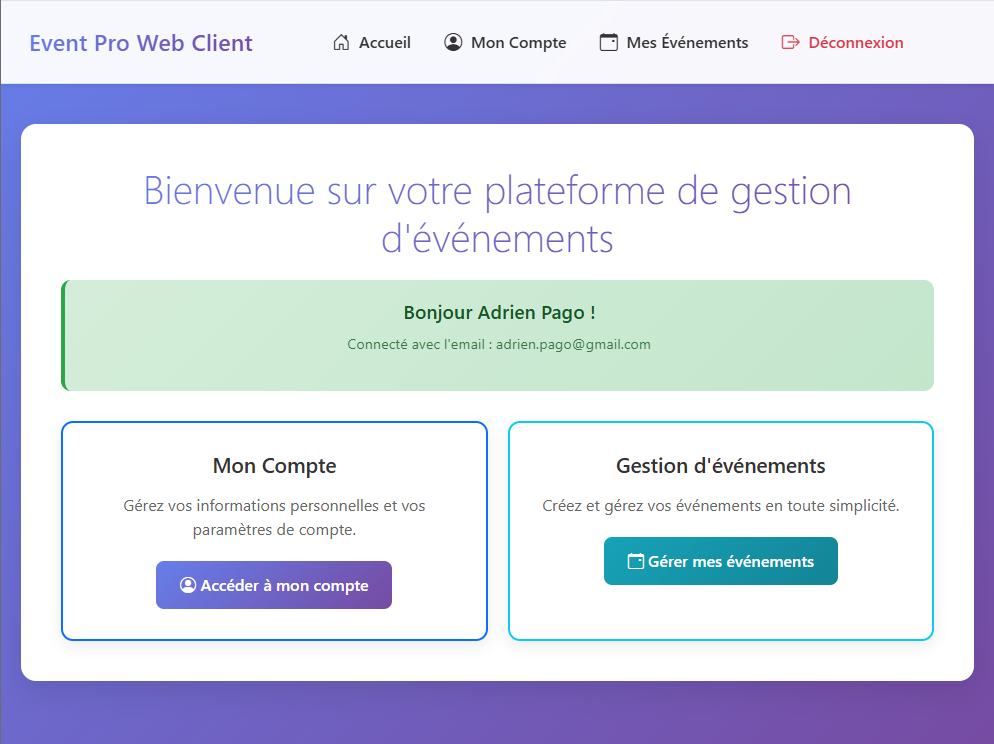 Event Pro Web Client
Accueil
Mon Compte
Mes Événements
Déconnexion
Bienvenue sur votre plateforme de gestion
d'événements
Bonjour Adrien Pago !
Connecté avec l'email : adrien.pago@gmail.com
Mon Compte
Gérez vos informations personnelles et vos
paramètres de compte.
Accéder à mon compte
Gestion d'événements
Créez et gérez vos événements en toute simplicité.
Gérer mes événements